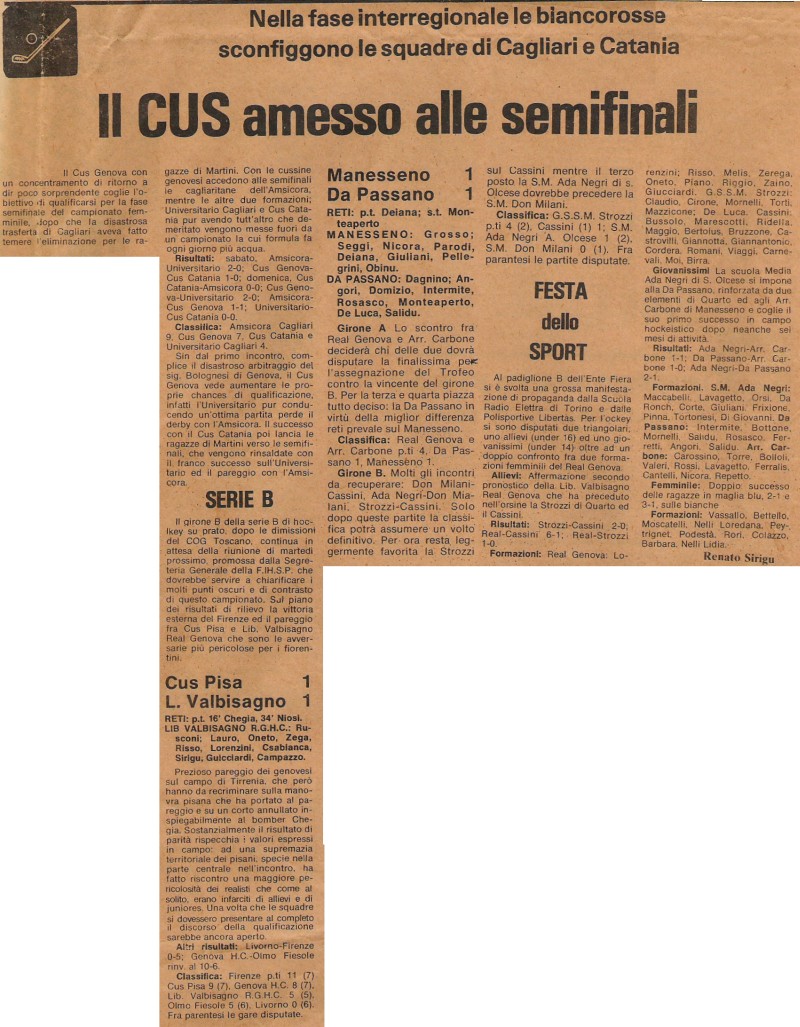 Nella fase interregionale le biancorosse
sconfiggono le squadre di Cagliari e Catania
Il CUS amesso alle semifinali
Il Cus Genova con
un concentramento di ritorno a
dir poco sorprendente coglie l'o-
biettivo di qualificarsi per la fase
semifinale del campionato fem-
minile. Dopo che la disastrosa
trasferta di Cagliari aveva fatto
temere l'eliminazione per le ra-
gazze di Martini. Con le cussine
genovesi accedono alle semifinali
le cagliaritane dell'Amsicora,
mentre le altre due formazioni;
Universitario Cagliari e Cus Cata-
nia pur avendo tutt'altro che de-
meritato vengono messe fuori da
un campionato la cui formula fa
ogni giorno più acqua.
Risultati: sabato, Amsicora-
Universitario 2-0; Cus Genova-
Cus Catania 1-0; domenica, Cus
Catania-Amsicora 0-0; Cus Geno-
va-Universitario 2-0; Amsicora-
Cus Genova 1-1; Universitario-
Cus Catania 0-0.
Classifica: Amsicora Cagliari
9, Cus Genova 7, Cus Catania e
Universitario Cagliari 4.
Sin dal primo incontro, com-
plice il disastroso arbitraggio del
sig. Bolognesi di Genova, il Cus
Genova vede aumentare le pro-
prie chances di qualificazione,
infatti l'Universitario pur condu-
cendo un'ottima partita perde il
derby con l'Amsicora. Il successo
con il Cus Catania poi lancia le
ragazze di Martini verso le semifi-
nali, che vengono rinsaldate con
il franco successo sull'Universi-
tario ed il pareggio con l'Amsi-
cora.
SERIE B
Il girone B della serie B di hoc-
key su prato, dopo le dimissioni
del COG Toscano, continua in
attesa della riunione di martedì
prossimo, promossa dalla Segre-
teria Generale della F.IH.S.P: che
dovrebbe servire a chiarificare i
molti punti oscuri e di contrasto
di questo campionato. Sul piano
dei risultati di rilievo la vittoria
esterna del Firenze ed il pareggio
fra Cus Pisa e Lib. Valbisagno
Real Genova che sono le avver-
sarie più pericolose per i fioren-
tini.
Cus Pisa 1
L. Valbisagno 1
RETI: p.t. 16' Chegia, 34' Niosi.
LIB VALBISAGNO R.G.H.C.: Ru-
sconi; Lauro, Oneto, Zega,
Risso, Lorenzini, Csabianca,
Sirigu, Guicciardi, Campazzo.
Prezioso pareggio dei genovesi
sul campo di Tirrenia, che però
hanno da recriminare sulla mano-
vra pisana che ha portato al pa-
reggio e su un corto annullato in-
spiegabilmente al bomber Che-
gia. Sostanzialmente il risultato di
parità rispecchia i valori espressi
in campo: ad una supremazia
territoriale dei pisani, specie nella
parte centrale nell'incontro, ha
fatto riscontro una maggiore pe-
ricolosità dei realisti che come al
solito, erano infarciti di allievi e di
juniores. Una volta che le squadre
si dovessero presentare al completo
il discorso della qualificazione
sarebbe ancora aperto.
Altri risultati: Livorno-Firenze
0-5; Genova H.C.-Olmo Fiesole
rinv. al 10-6.
Classifica: Firenze p.ti 11 (7)
Cus Pisa 9 (7), Genova H.C. 8 (7),
Lib. Valbisagno R.G.H.C. 5 (5),
Olmo Fiesole 5 (6), Livorno 0 (6).
Fra parentesi le gare disputate.
Manesseno 1
Da Passano 1
RETI: p.t. Deiana; s.t. Mon-
teaperto
MANESSENO: Grosso;
Seggi, Nicora, Parodi,
Deiana, Giuliani, Pelle-
grini, Obinu.
DA PASSANO: Dagnino; An-
gori, Domizio, Intermite,
Rosasco, Monteaperto,
De Luca, Salidu.
Girone A Lo scontro fra
Real Genova e Arr. Carbone
deciderà chi delle due dovrà
disputare la finalissima per
l'assegnazione del Trofeo
contro la vincente del girone
B. Per la terza e quarta piazza
tutto deciso: la Da Passano in
virtù della miglior differenza
reti prevale sul Manesseno.
Classifica: Real Genova e
Arr. Carbone p.ti 4, Da Pas-
sano 1, Manessèno 1.
Girone B. Molti gli incontri
da recuperare: Don Milani-
Cassini, Ada Negri-Don Mia-
lani, Strozzi-Cassini. Solo
dopo queste partite la classi-
fica potrà assumere un volto
definitivo. Per ora resta leg-
germente favorita la Strozzi
sul Cassini mentre il terzo
posto la S.M. Ada Negri di s.
Olcese dovrebbe precedere la
S.M. Don Milani.
Classifica: G.S.S.M. Strozzi
p.ti 4 (2), Cassini (1) 1; S.M.
Ada Negri A. Olcese 1 (2),
S.M. Don Milani 0 (1). Fra
parantesi le partite disputate.
FESTA
dello
SPORT
Al padiglione B dell'Ente Fiera
si è svolta una grossa manifesta-
zione di propaganda dalla Scuola
Radio Elettra di Torino e dalle
Polisportive Libertas. Per l'ockey
si sono disputati due triangolari;
uno allievi (under 16) ed uno gio-
vanissimi (under 14) oltre ad un
doppio confronto fra due forma-
zioni femminili del Real Genova:
Allievi: Affermazione secondo
pronostico della Lib. Valbisagno
Real Genova che ha preceduto
nell'orisne la Strozzi di Quarto ed
il Cassini.
Risultati: Strozzi-Cassini 2-0;
Real-Cassini 6-1; Real-Strozzi
1-0.
Formazioni: Real Genova: Lo-
renzini; Risso, Melis, Zerega,
Oneto, Piano, Riggio, Zaino,
Giucciardi. G.S.S.M. Strozzi:
Claudio, Cirone, Mornelli, Torti,
Mazzicone; De Luca. Cassini.
Bussolo, Marescotti, Ridella,
Maggio, Bertolus, Bruzzone, Ca-
strovilli, Giannotta, Giannantonio,
Cordera, Romani, Viaggi, Carne-
vali, Moi, Birra.
Giovanissimi La scuola Media
Ada Negri di S. Olcese si impone
alla Da Passano, rinforzata da due
elementi di Quarto ed agli Arr.
Carbone di Manesseno e coglie il
suo primo successo in campo
hockeistico dopo neanche sei
mesi di attività.
Risultati: Ada Negri-Arr. Car-
bone 1-1; Da Passano-Arr. Car-
bone 1-0; Ada Negri-Da Passano
2-1.
Formazioni. S.M. Ada Negri:
Maccabelli, Lavagetto, Orsi, Da
Ronch, Corte, Giuliani, Frixione,
Pinna, Tortonesi, Di Giovanni. Da
Passano: Intermite, Bottone,
Mornelli, Salidu, Rosasco, Fer-
retti, Angori, Salidu. Arr. Car-
bone: Carossino, Torre, Boiloli,
Valeri, Rossi, Lavagetto, Ferralis,
Cantelli, Nicora, Repetto.
Femminlle: Doppio successo
delle ragazze in maglia blu, 2-1 e
3-1, sulle bianche
Formazioni: Vassallo, Bettello,
Moscatelli, Nelli Loredana, Pey-
trignet, Podestà, Rori, Colazzo,
Barbara, Nelli Lidia.
Renato Sirigu